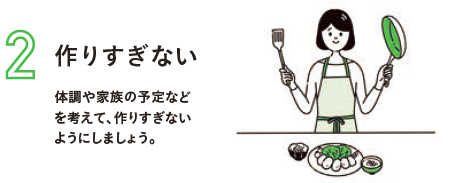 2 作りすぎない
体調や家族の予定など
を考えて、作りすぎない
ようにしましょう。